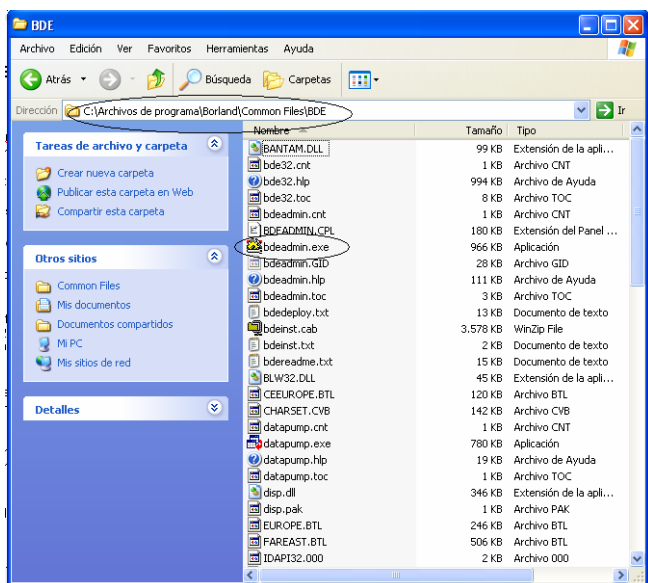 BDE
Archivo Edición Ver Favoritos Herramientas Ayuda
Atrás Búsqueda Carpetas
Dirección C:\Archivos de programa\Borland\Common Files\BDE Ir
Tareas de archivo y carpeta
Crear nueva carpeta
Publicar esta carpeta en Web
Compartir esta carpeta
Otros sitios
Common Files
Mis documentos
Documentos compartidos
Mi PC
Mis sitios de red
Detalles
Nombre Tamaño Tipo
BANTAM.DLL 99 KB Extensión de la apli...
bde32.cnt 1 KB Archivo CNT
bde32.hlp 994 KB Archivo de Ayuda
bde32.toc 8 KB Archivo TOC
bdeadmin.cnt 1 KB Archivo CNT
BDEADMIN.CPL 180 KB Extensión del Panel ...
bdeadmin.exe 966 KB Aplicación
bdeadmin.GID 28 KB Archivo GID
bdeadmin.hlp 111 KB Archivo de Ayuda
bdeadmin.toc 3 KB Archivo TOC
bdedeploy.txt 13 KB Documento de texto
bdeinst.cab 3.578 KB WinZip File
bdeinst.txt 2 KB Documento de texto
bdereadme.txt 15 KB Documento de texto
BLW32.DLL 45 KB Extensión de la apli...
CEEUROPE.BTL 120 KB Archivo BTL
CHARSET.CVB 142 KB Archivo CVB
datapump.cnt 1 KB Archivo CNT
datapump.exe 780 KB Aplicación
datapump.hlp 19 KB Archivo de Ayuda
datapump.toc 1 KB Archivo TOC
disp.dll 346 KB Extensión de la apli...
disp.pak 1 KB Archivo PAK
EUROPE.BTL 246 KB Archivo BTL
FAREAST.BTL 506 KB Archivo BTL
IDAPI32.000 2 KB Archivo 000